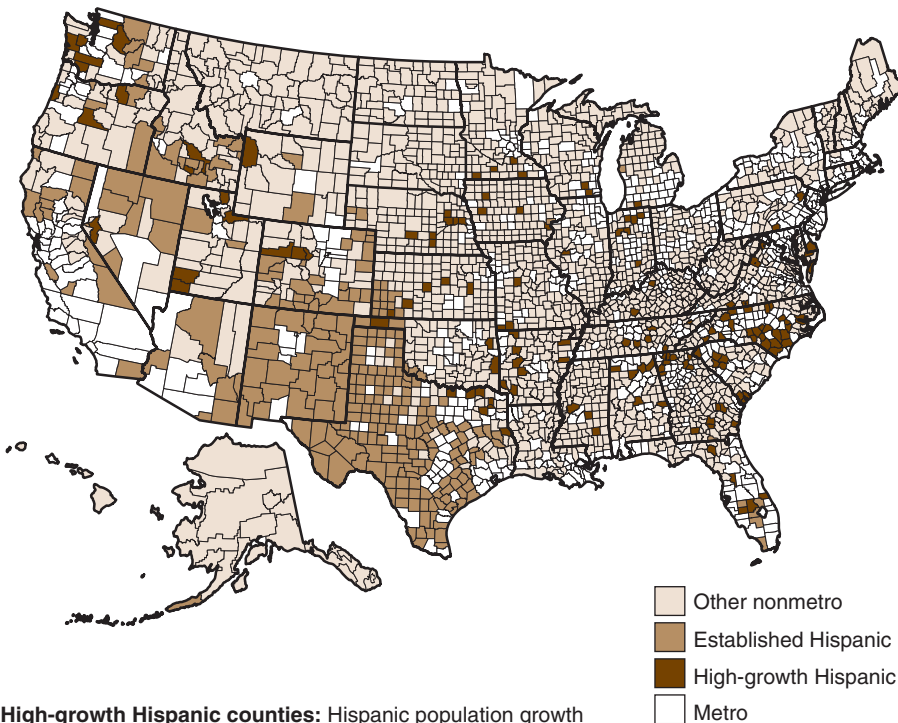 Other nonmetro
Established Hispanic
High-growth Hispanic
Metro
High-growth Hispanic counties: Hispanic population growth